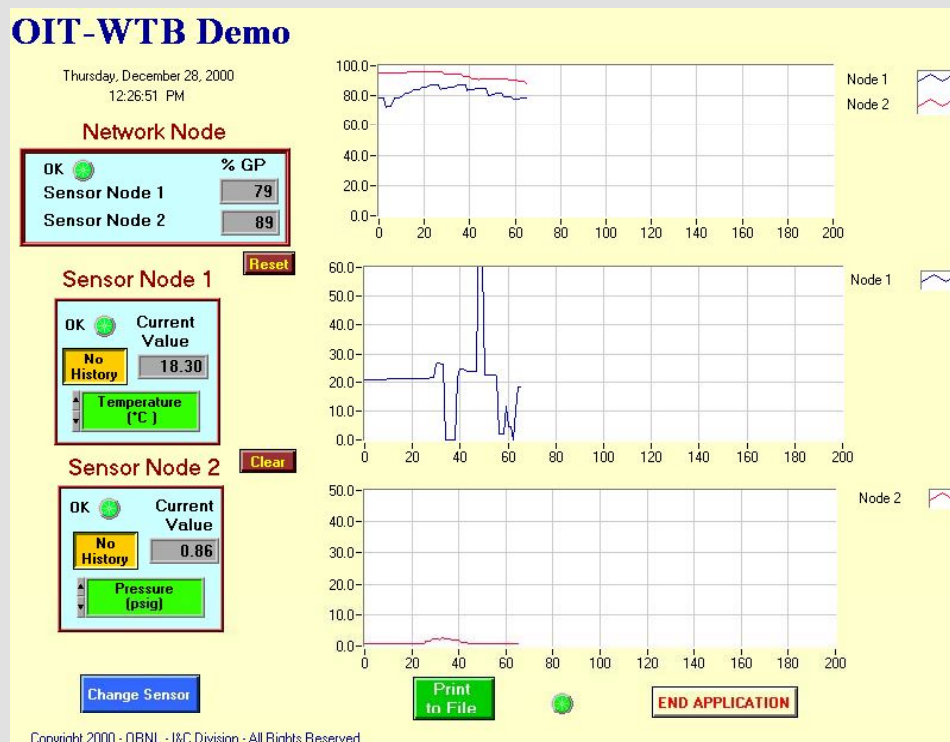 OIT-WTB Demo
Thursday, December 28, 2000
12:26:51 PM
Network Node
OK
% GP
Sensor Node 1
79
Sensor Node 2
89
Reset
100.0
80.0
60.0
40.0
20.0
0.0
0 20 40 60 80 100 120 140 160 180 200
Node 1
Node 2
Sensor Node 1
OK
Current
Value
No
History
18.30
Temperature
(°C )
Clear
60.0
50.0
40.0
30.0
20.0
10.0
0.0
0 20 40 60 80 100 120 140 160 180 200
Node 1
Sensor Node 2
OK
Current
Value
No
History
0.86
Pressure
(psig)
50.0
40.0
30.0
20.0
10.0
0.0
0 20 40 60 80 100 120 140 160 180 200
Node 2
Change Sensor
Print
to File
END APPLICATION
Copyright 2000 - ORNL - I&C Division - All Rights Reserved